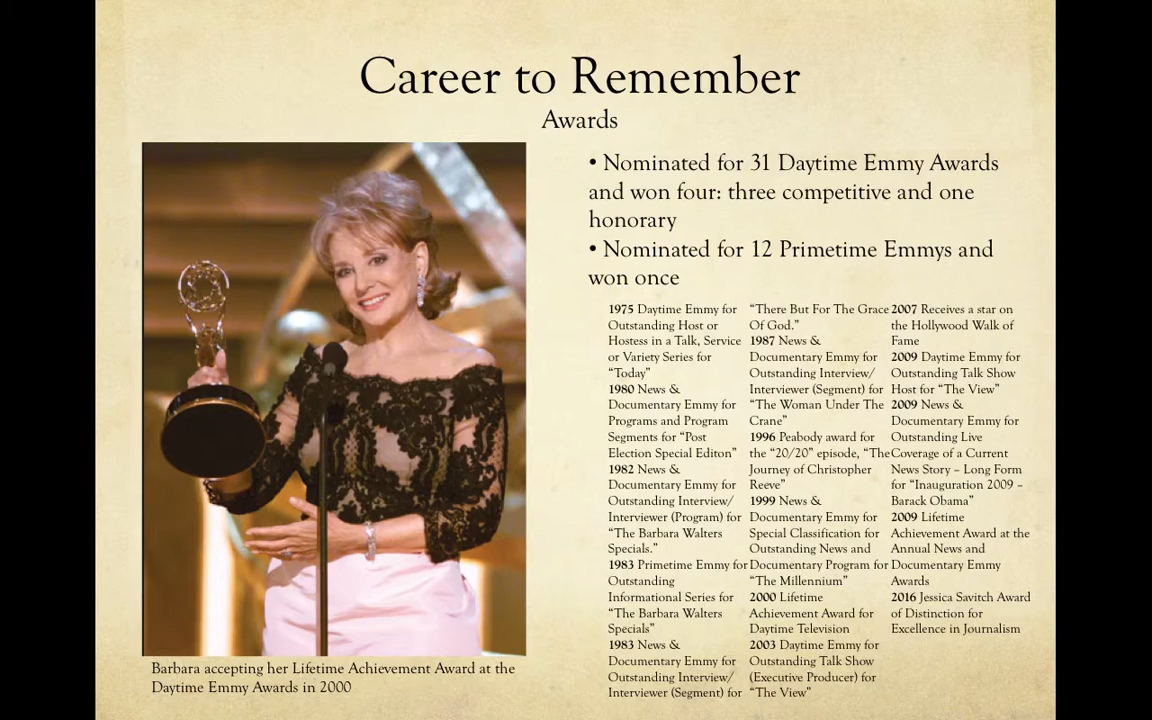 Career to Remember
Awards
• Nominated for 31 Daytime Emmy Awards
and won four: three competitive and one
honorary
• Nominated for 12 Primetime Emmys and
won once
1975 Daytime Emmy for
Outstanding Host or
Hostess in a Talk, Service
or Variety Series for
“Today”
1980 News &
Documentary Emmy for
Programs and Program
Segments for “Post
Election Special Editon”
1982 News &
Documentary Emmy for
Outstanding Interview/
Interviewer (Program) for
“The Barbara Walters
Specials.”
1983 Primetime Emmy for
Outstanding
Informational Series for
“The Barbara Walters
Specials”
1983 News &
Documentary Emmy for
Outstanding Interview/
Interviewer (Segment) for
“There But For The Grace
Of God.”
1987 News &
Documentary Emmy for
Outstanding Interview/
Interviewer (Segment) for
“The Woman Under The
Crane”
1996 Peabody award for
the “20/20” episode, “The
Journey of Christopher
Reeve”
1999 News &
Documentary Emmy for
Special Classification for
Outstanding News and
Documentary Program for
“The Millennium”
2000 Lifetime
Achievement Award for
Daytime Television
2003 Daytime Emmy for
Outstanding Talk Show
(Executive Producer) for
“The View”
2007 Receives a star on
the Hollywood Walk of
Fame
2009 Daytime Emmy for
Outstanding Talk Show
Host for “The View”
2009 News &
Documentary Emmy for
Outstanding Live
Coverage of a Current
News Story – Long Form
for “Inauguration 2009 –
Barack Obama”
2009 Lifetime
Achievement Award at the
Annual News and
Documentary Emmy
Awards
2016 Jessica Savitch Award
of Distinction for
Excellence in Journalism
Barbara accepting her Lifetime Achievement Award at the
Daytime Emmy Awards in 2000